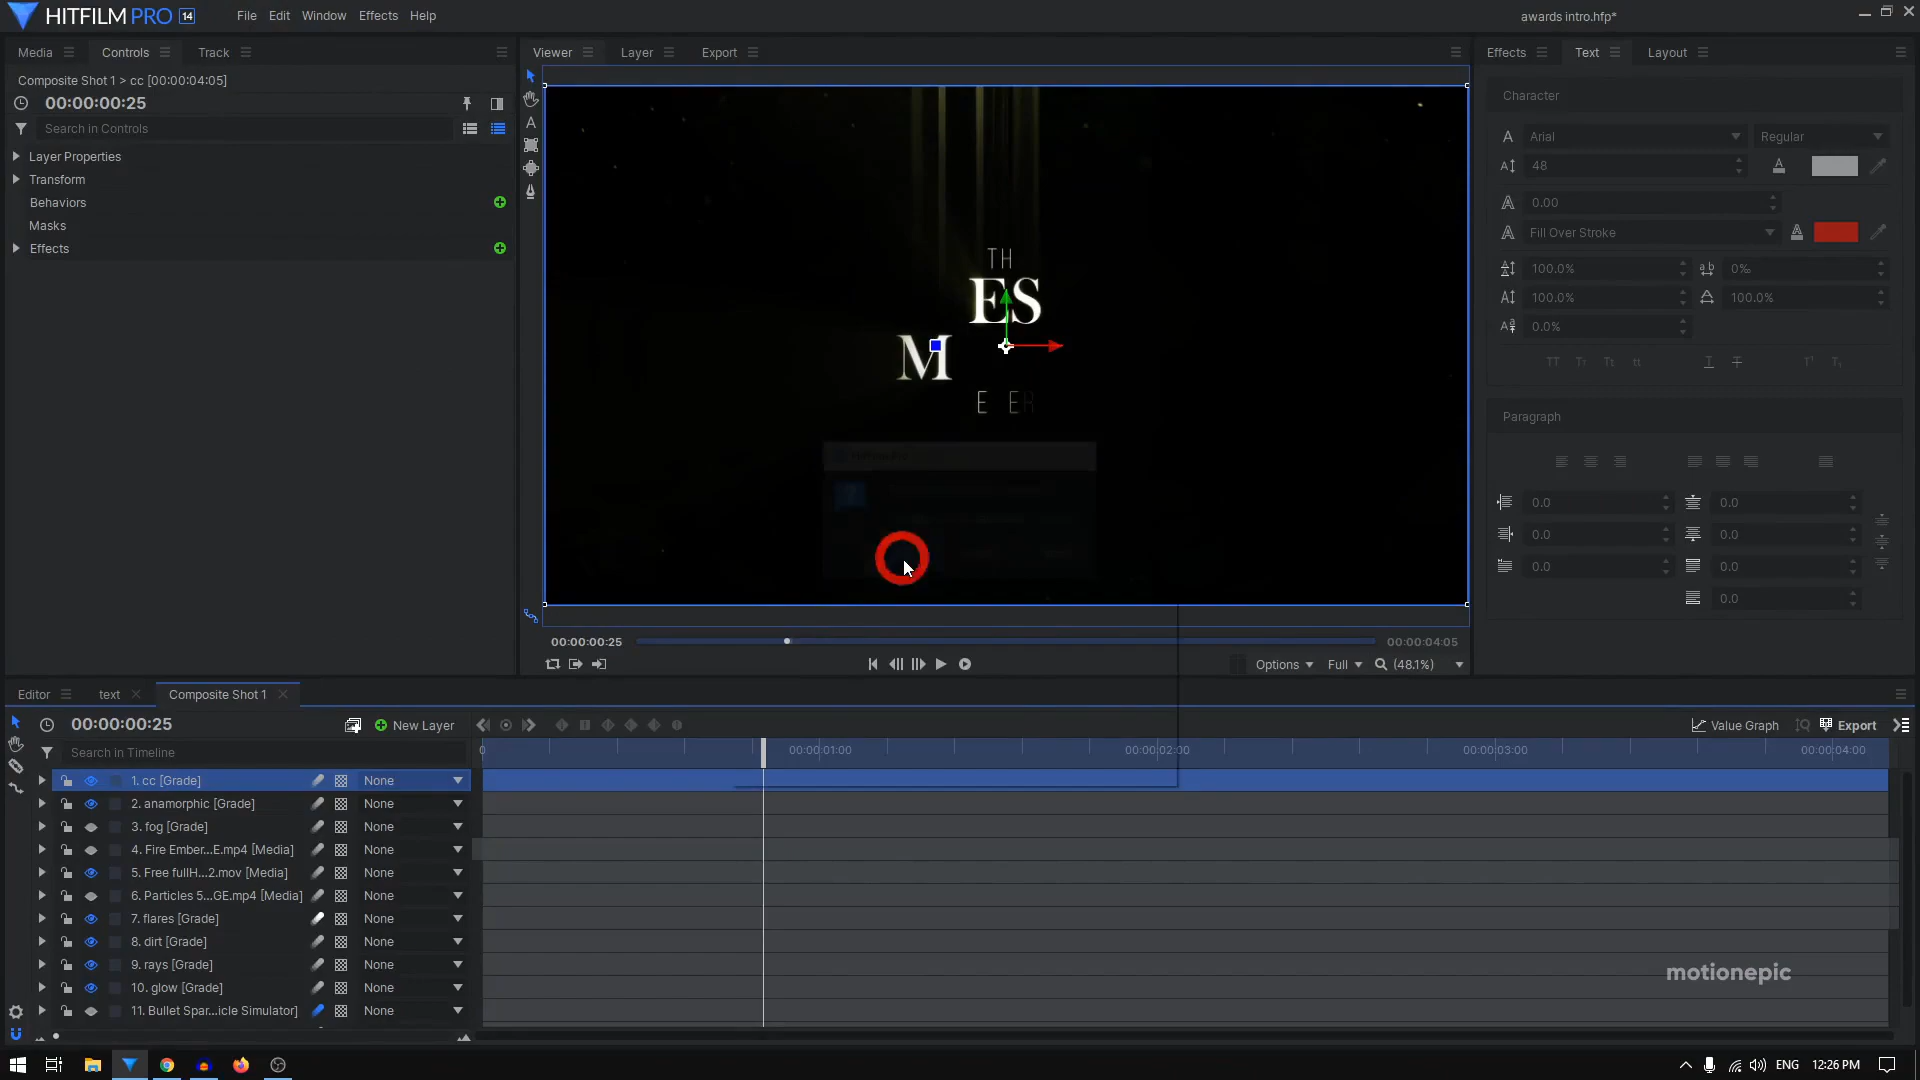 HITFILM PRO 14
File Edit Window Effects Help
awards intro.hfp*
Media Controls Track
Viewer Layer Export
Effects Text Layout
Composite Shot 1 > cc [00:00:04:05]
00:00:00:25
Search in Controls
Layer Properties
Transform
Behaviors
Masks
Effects
TH
ES
M
E ER
00:00:00:25
00:00:04:05
Options Full (48.1%)
Character
Arial Regular
48
0.00
Fill Over Stroke
100.0% 0‰
100.0% 100.0%
0.0%
Paragraph
0.0 0.0
0.0 0.0
0.0 0.0
0.0
Editor text Composite Shot 1
00:00:00:25 New Layer
Value Graph Export
Search in Timeline
0 00:00:01:00 00:00:02:00 00:00:03:00 00:00:04:00
1. cc [Grade] None
2. anamorphic [Grade] None
3. fog [Grade] None
4. Fire Ember...E.mp4 [Media] None
5. Free fullH...2.mov [Media] None
6. Particles 5...GE.mp4 [Media] None
7. flares [Grade] None
8. dirt [Grade] None
9. rays [Grade] None
10. glow [Grade] None
11. Bullet Spar...icle Simulator] None
motionepic
ENG 12:26 PM